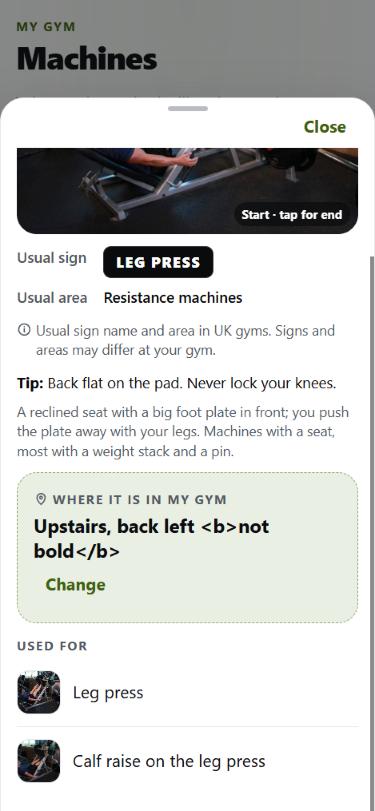 MY GYM
Machines
Close
Start · tap for end
Usual sign LEG PRESS
Usual area Resistance machines
Usual sign name and area in UK gyms. Signs and
areas may differ at your gym.
Tip: Back flat on the pad. Never lock your knees.
A reclined seat with a big foot plate in front; you push
the plate away with your legs. Machines with a seat,
most with a weight stack and a pin.
WHERE IT IS IN MY GYM
Upstairs, back left <b>not
bold</b>
Change
USED FOR
Leg press
Calf raise on the leg press